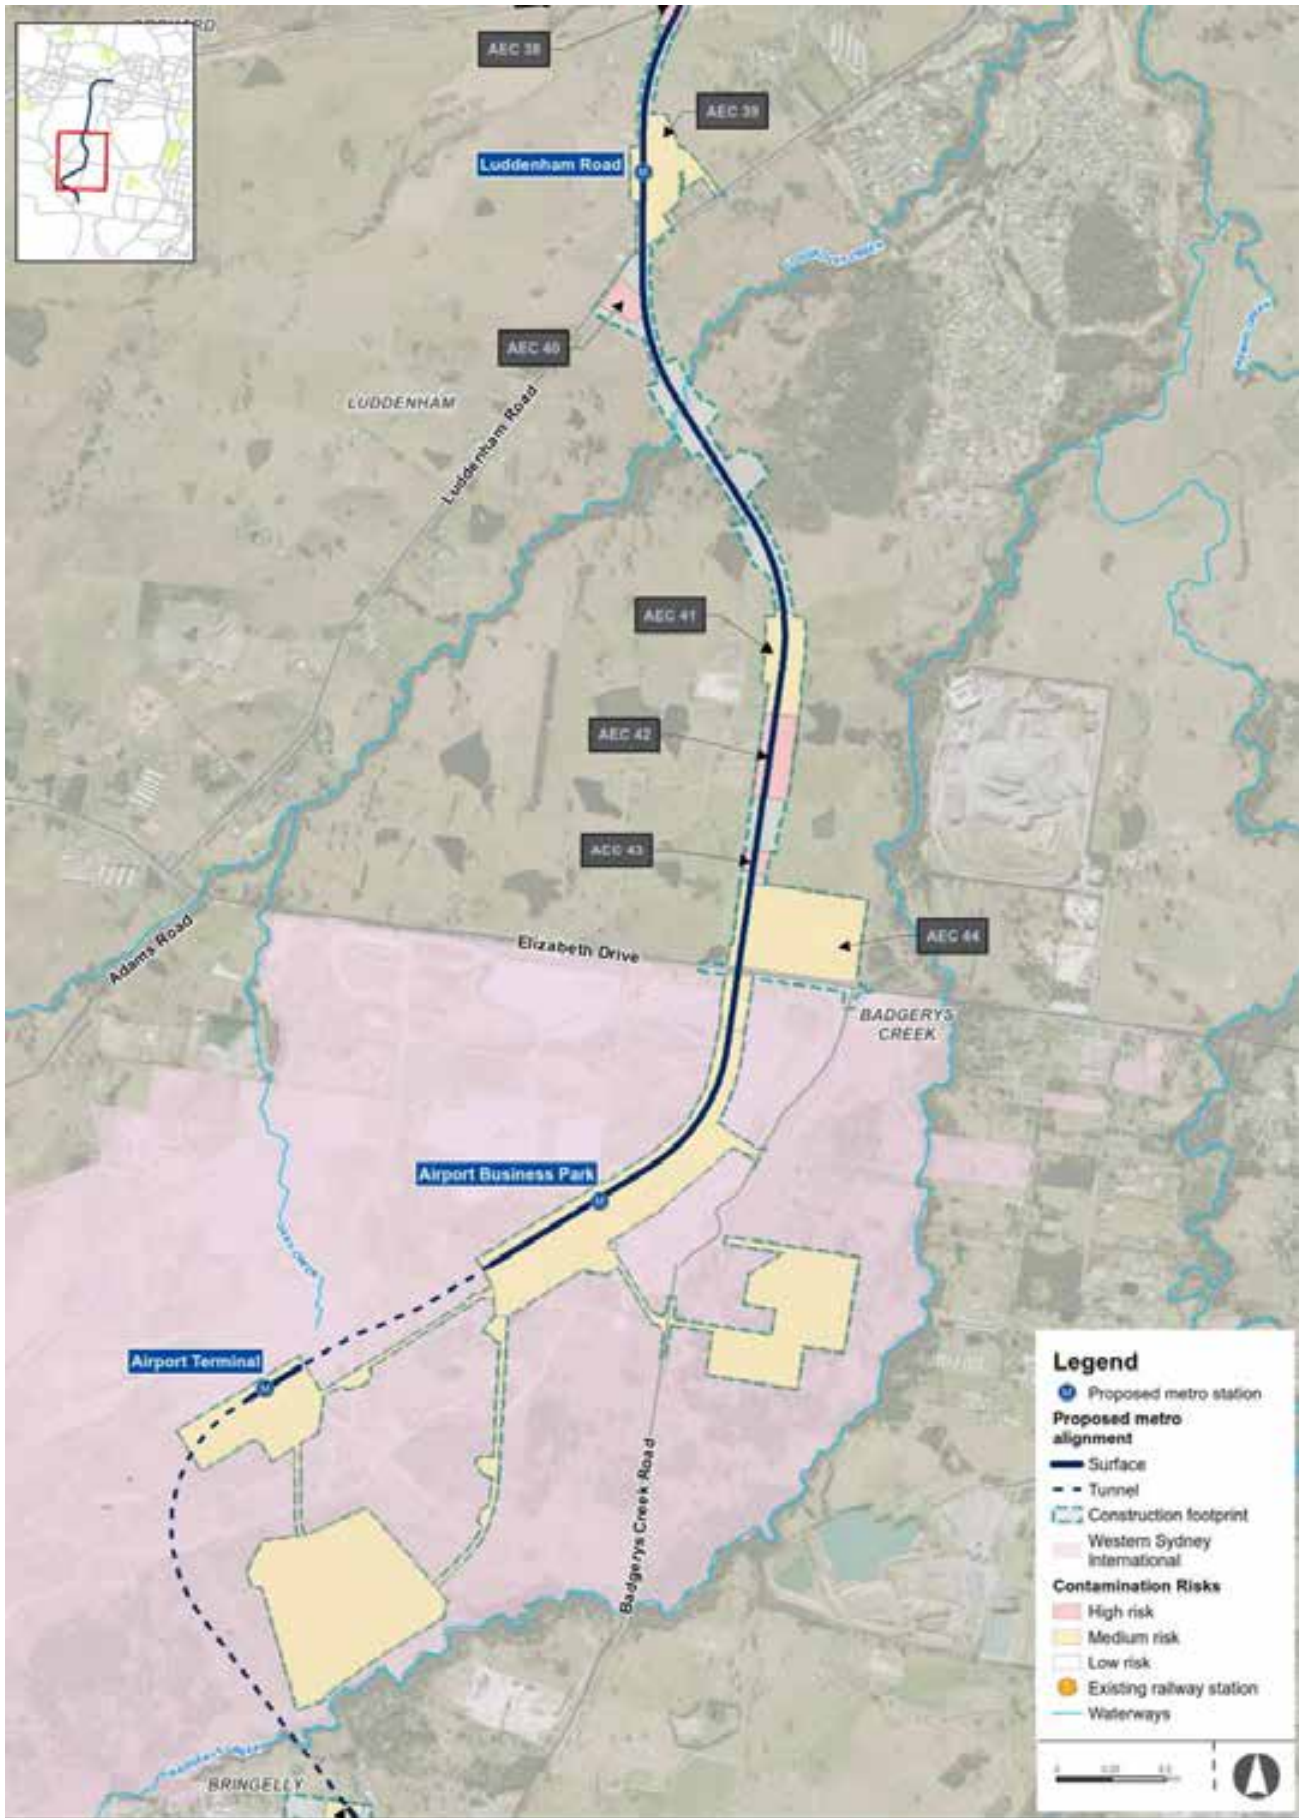 AEC 38
AEC 39
Luddenham Road
AEC 40
LUDDENHAM
Luddenham Road
AEC 41
AEC 42
AEC 43
AEC 44
Adams Road
Elizabeth Drive
BADGERYS
CREEK
Airport Business Park
Airport Terminal
Badgerys Creek Road
BRINGELLY
Legend
M Proposed metro station
Proposed metro
alignment
Surface
Tunnel
Construction footprint
Western Sydney
International
Contamination Risks
High risk
Medium risk
Low risk
Existing railway station
Waterways
0